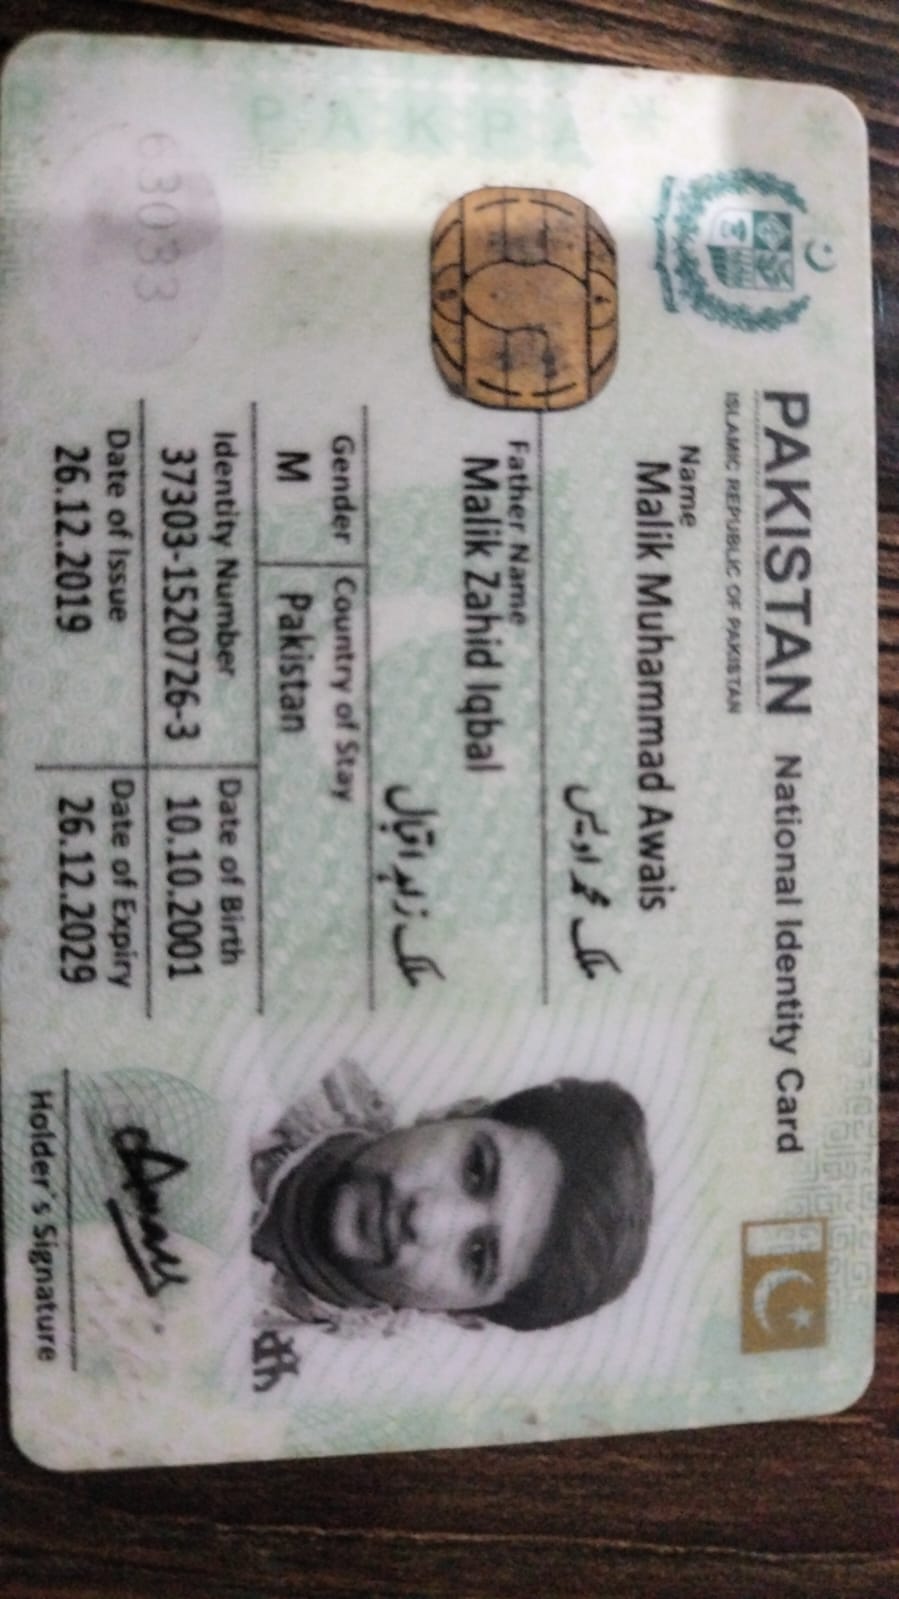 PAKISTAN National Identity Card
ISLAMIC REPUBLIC OF PAKISTAN
Name
Malik Muhammad Awais
ملک محمد اویس
Father Name
Malik Zahid Iqbal
ملک زاہد اقبال
Gender Country of Stay
M Pakistan
Identity Number Date of Birth
37303-1520726-3 10.10.2001
Date of Issue Date of Expiry
26.12.2019 26.12.2029
Holder's Signature
PAKPA
63033